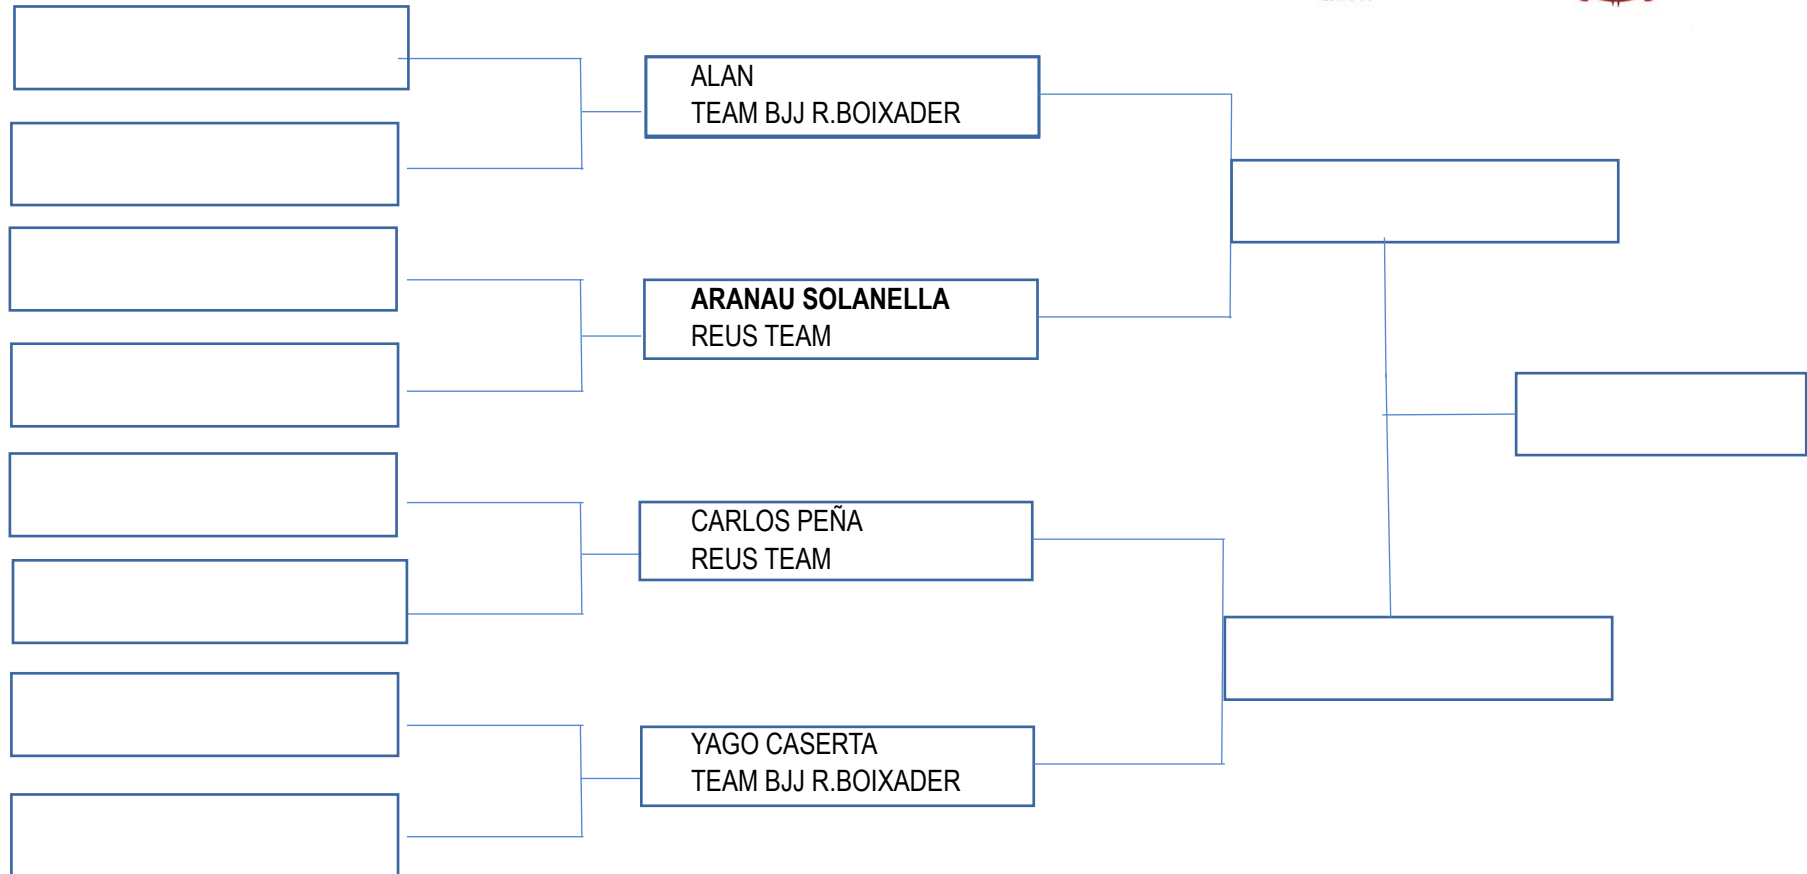 ALAN
TEAM BJJ R.BOIXADER
ARANAU SOLANELLA
REUS TEAM
CARLOS PEÑA
REUS TEAM
YAGO CASERTA
TEAM BJJ R.BOIXADER